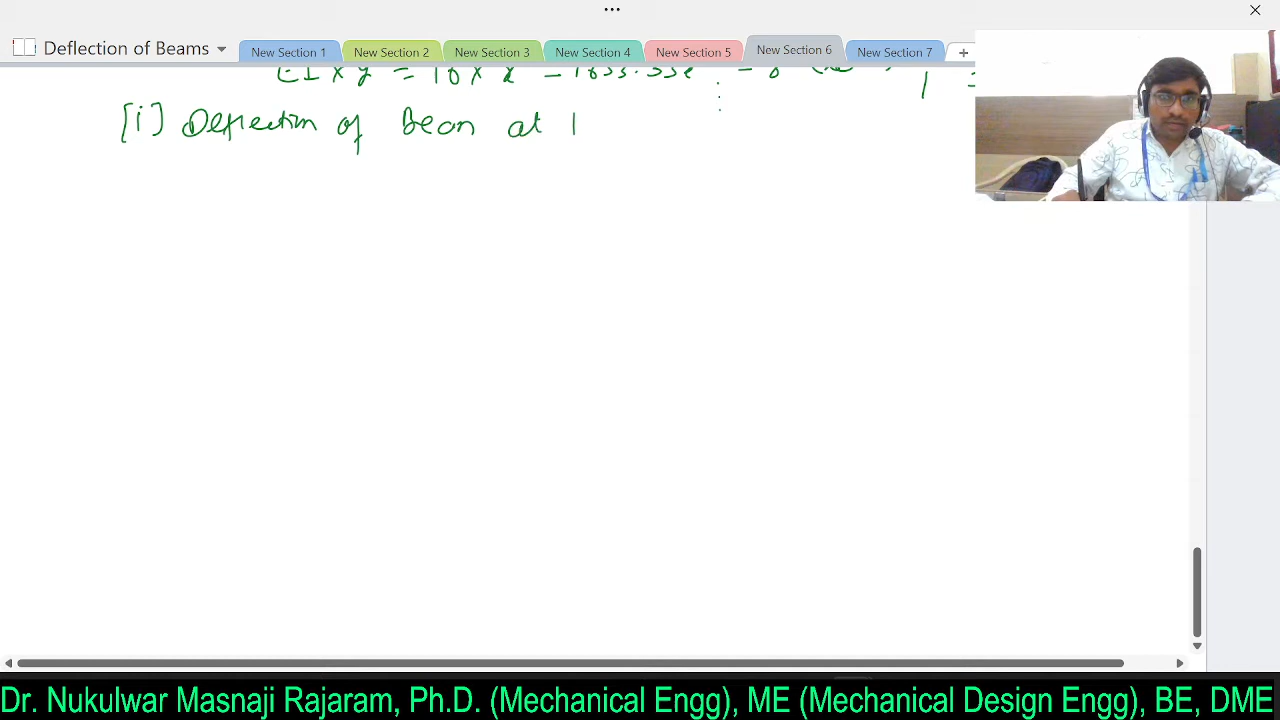 Deflection of Beams
New Section 1
New Section 2
New Section 3
New Section 4
New Section 5
New Section 6
New Section 7
[i] Deflection of Beam at
Dr. Nukulwar Masnaji Rajaram, Ph.D. (Mechanical Engg), ME (Mechanical Design Engg), BE, DME